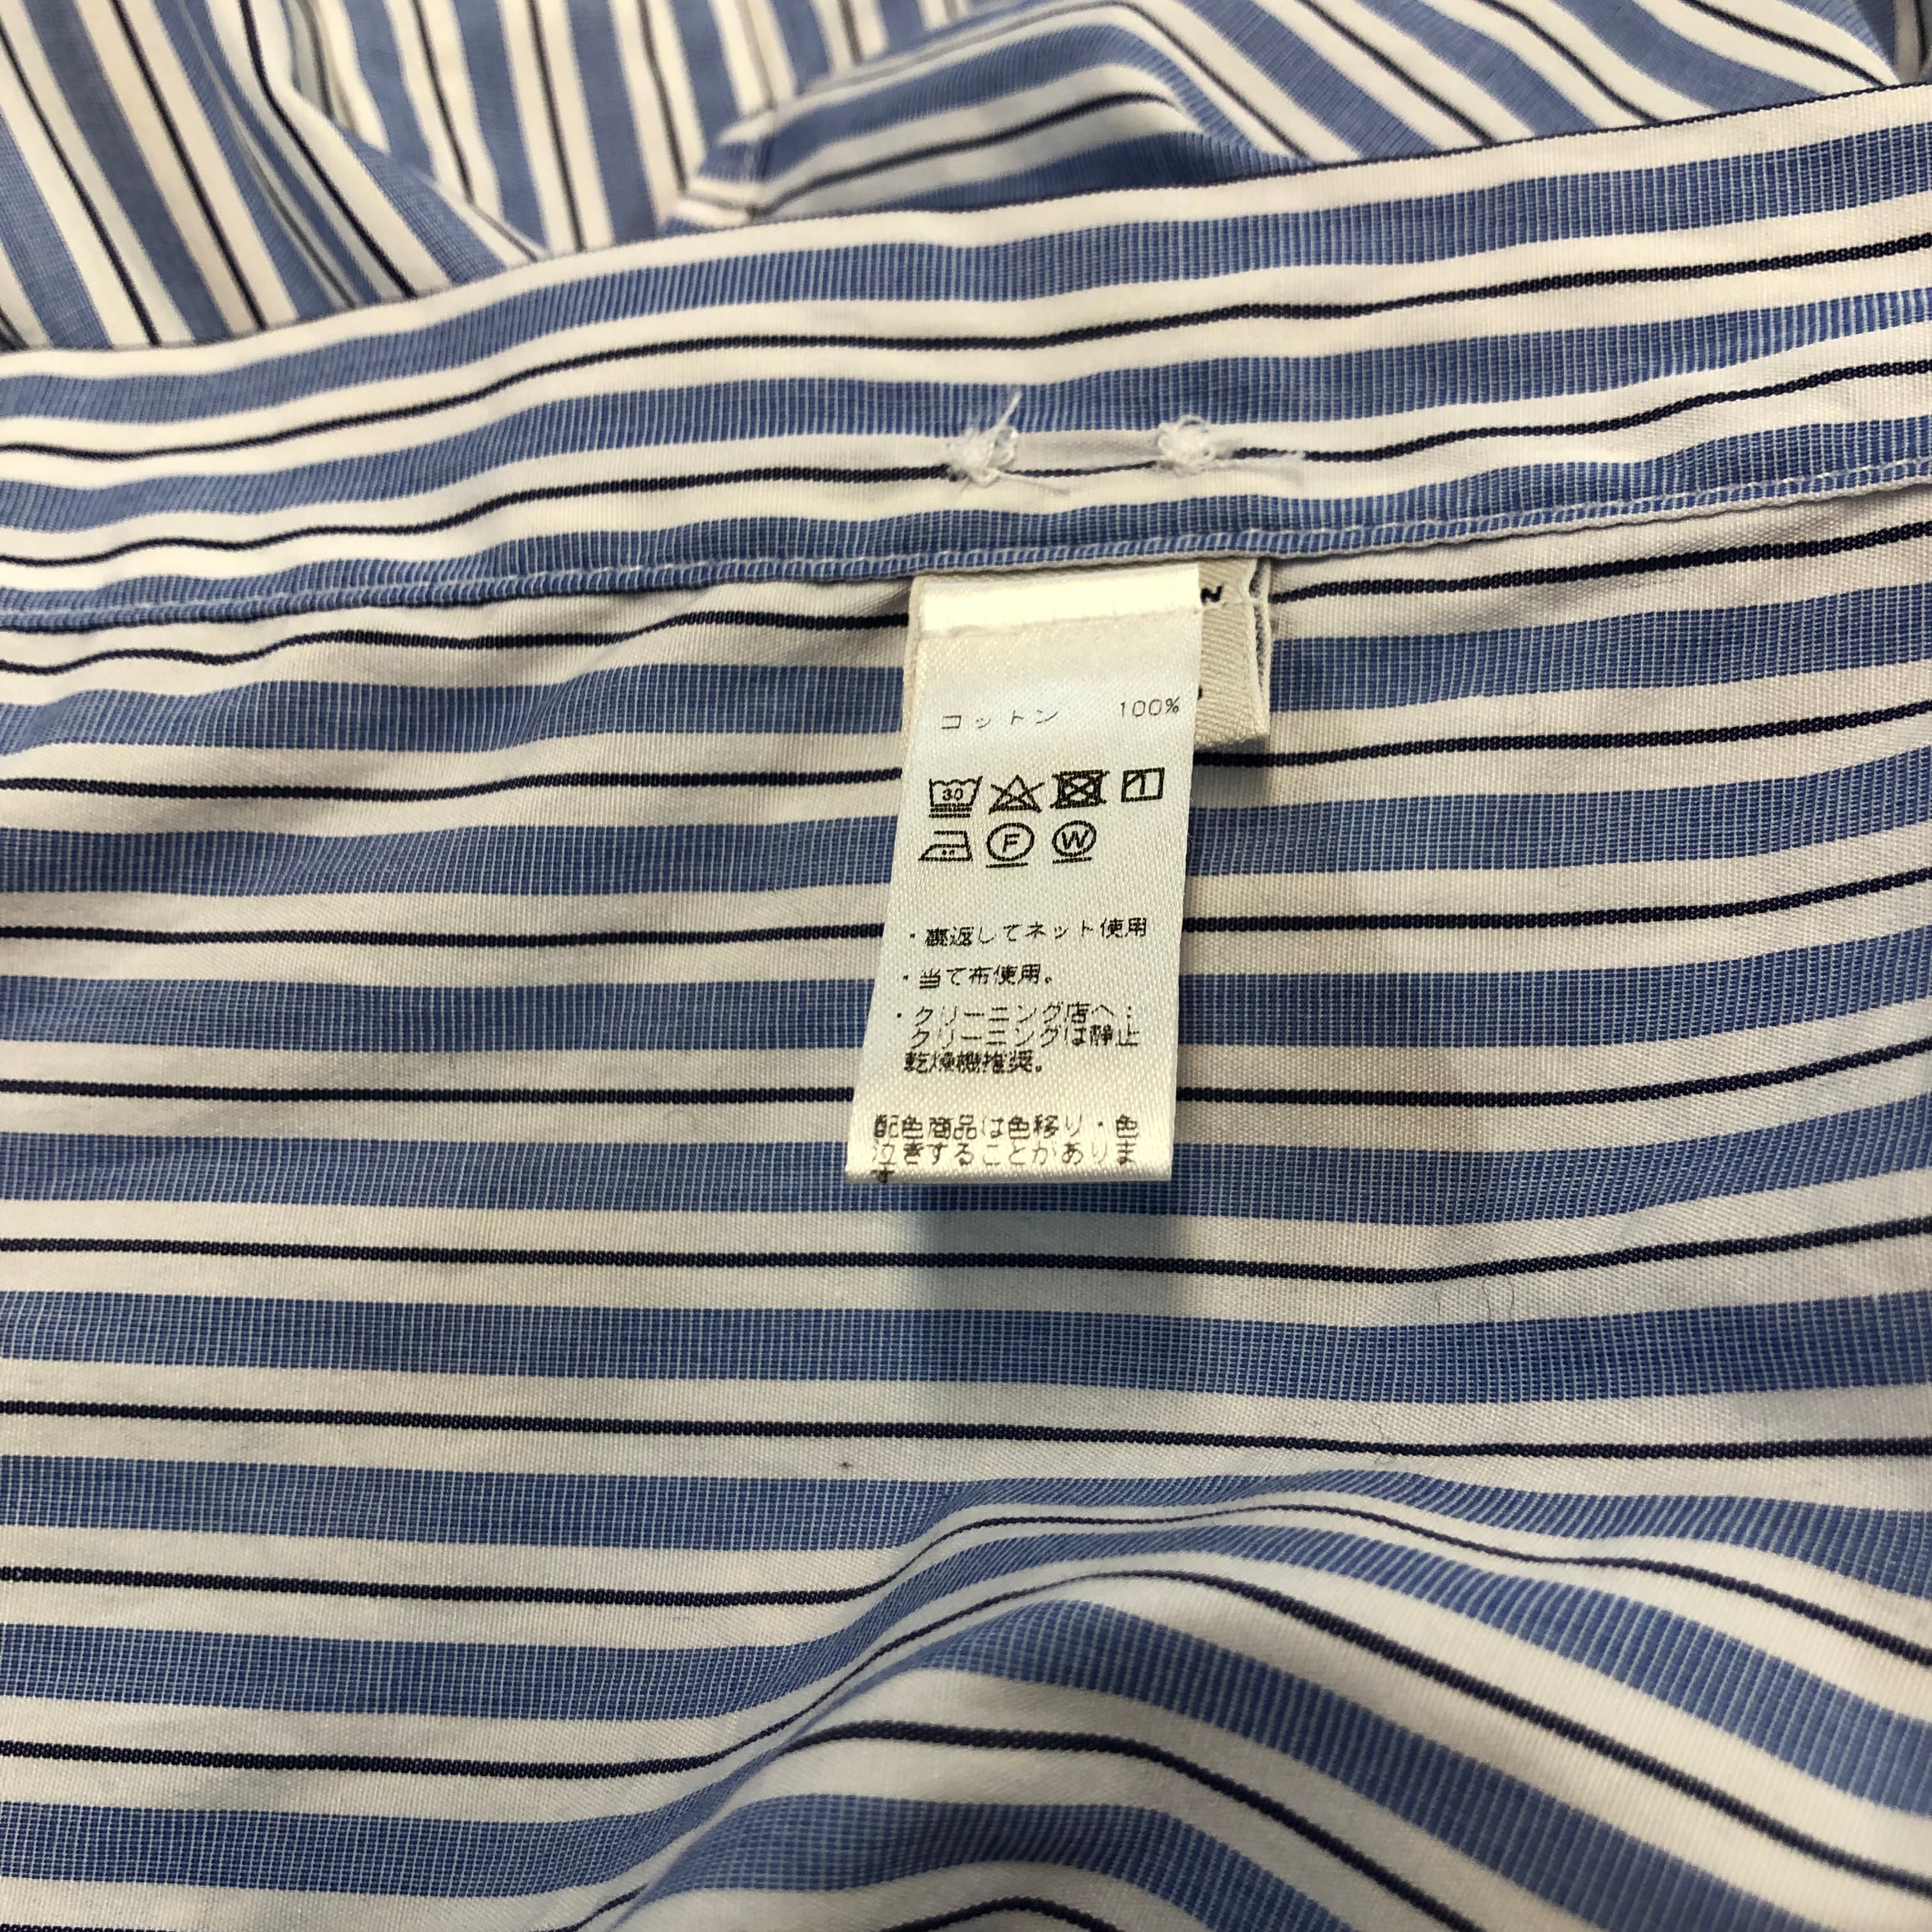 N
コットン 100%
30
F W
・裏返してネット使用
・当て布使用。
・クリーニング店へ：
クリーニングは静止
乾燥機推奨。
配色商品は色移り・色
泣きすることがありま
す